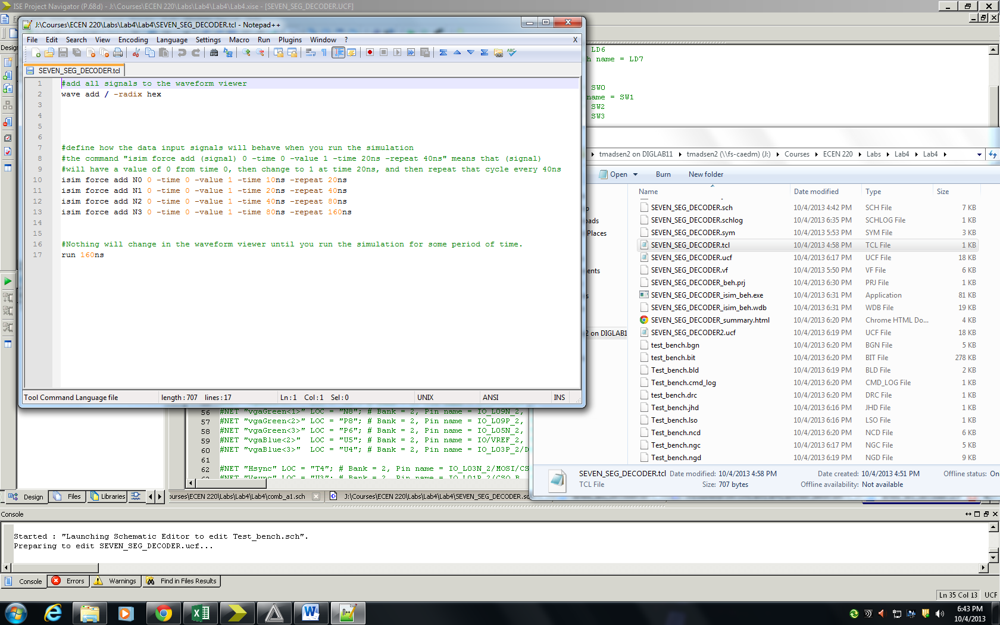 ISE Project Navigator (P.68d) - J:\Courses\ECEN 220\Labs\Lab4\Lab4\Lab4.xise - [SEVEN_SEG_DECODER.UCF]
J:\Courses\ECEN 220\Labs\Lab4\Lab4\SEVEN_SEG_DECODER.tcl - Notepad++
File Edit Search View Encoding Language Settings Macro Run Plugins Window ? X
Design
SEVEN_SEG_DECODER.tcl
1 #add all signals to the waveform viewer
2 wave add / -radix hex
3
4
5
6
7 #define how the data input signals will behave when you run the simulation
8 #the command "isim force add (signal) 0 -time 0 -value 1 -time 20ns -repeat 40ns" means that (signal)
9 #will have a value of 0 from time 0, then change to 1 at time 20ns, and then repeat that cycle every 40ns
10 isim force add N0 0 -time 0 -value 1 -time 10ns -repeat 20ns
11 isim force add N1 0 -time 0 -value 1 -time 20ns -repeat 40ns
12 isim force add N2 0 -time 0 -value 1 -time 40ns -repeat 80ns
13 isim force add N3 0 -time 0 -value 1 -time 80ns -repeat 160ns
14
15
16 #Nothing will change in the waveform viewer until you run the simulation for some period of time.
17 run 160ns
Tool Command Language file length : 707 lines : 17 Ln : 1 Col : 1 Sel : 0 UNIX ANSI INS
LD6
h name = LD7
SW0
name = SW1
SW2
SW3
tmadsen2 on DIGLAB11 tmadsen2 (\\fs-caedm) (J:) Courses ECEN 220 Labs Lab4 Lab4
Open Burn New folder
Name Date modified Type Size
SEVEN_SEG_DECODER.sch 10/4/2013 4:42 PM SCH File 7 KB
SEVEN_SEG_DECODER.schlog 10/4/2013 6:35 PM SCHLOG File 1 KB
SEVEN_SEG_DECODER.sym 10/4/2013 5:53 PM SYM File 3 KB
SEVEN_SEG_DECODER.tcl 10/4/2013 4:58 PM TCL File 1 KB
SEVEN_SEG_DECODER.ucf 10/4/2013 6:17 PM UCF File 18 KB
SEVEN_SEG_DECODER.vf 10/4/2013 5:50 PM VF File 6 KB
SEVEN_SEG_DECODER_beh.prj 10/4/2013 6:30 PM PRJ File 1 KB
SEVEN_SEG_DECODER_isim_beh.exe 10/4/2013 6:31 PM Application 81 KB
SEVEN_SEG_DECODER_isim_beh.wdb 10/4/2013 6:31 PM WDB File 19 KB
SEVEN_SEG_DECODER_summary.html 10/4/2013 6:20 PM Chrome HTML Do... 4 KB
SEVEN_SEG_DECODER2.ucf 10/4/2013 6:19 PM UCF File 18 KB
test_bench.bgn 10/4/2013 6:20 PM BGN File 5 KB
test_bench.bit 10/4/2013 6:20 PM BIT File 278 KB
Test_bench.bld 10/4/2013 6:19 PM BLD File 2 KB
Test_bench.cmd_log 10/4/2013 6:20 PM CMD_LOG File 1 KB
test_bench.drc 10/4/2013 6:20 PM DRC File 1 KB
Test_bench.jhd 10/4/2013 6:16 PM JHD File 1 KB
Test_bench.lso 10/4/2013 6:16 PM LSO File 1 KB
Test_bench.ncd 10/4/2013 6:20 PM NCD File 6 KB
Test_bench.ngc 10/4/2013 6:17 PM NGC File 5 KB
Test_bench.ngd 10/4/2013 6:19 PM NGD File 9 KB
oads
Places
ents
2 on DIGLAB1
SEVEN_SEG_DECODER.tcl Date modified: 10/4/2013 4:58 PM Date created: 10/4/2013 4:51 PM Offline status: On
TCL File Size: 707 bytes Offline availability: Not available
56 #NET "vgaGreen<1>" LOC = "N8"; # Bank = 2, Pin name = IO_L09N_2,
57 #NET "vgaGreen<2>" LOC = "P8"; # Bank = 2, Pin name = IO_L09P_2,
58 #NET "vgaGreen<3>" LOC = "P6"; # Bank = 2, Pin name = IO_L05N_2,
59 #NET "vgaBlue<2>" LOC = "U5"; # Bank = 2, Pin name = IO/VREF_2,
60 #NET "vgaBlue<3>" LOC = "U4"; # Bank = 2, Pin name = IO_L03P_2/D
61
62 #NET "Hsync" LOC = "T4"; # Bank = 2, Pin name = IO_L03N_2/MOSI/CS
#NET "Vsync" LOC = "U3"; # Bank = 2, Pin name = IO_L01P_2/CSO_B
Design Files Libraries
ourses\ECEN 220\Labs\Lab4\Lab4\comb_a1.sch J:\Courses\ECEN 220\Labs\Lab4\Lab4\SEVEN_SEG_DECODER.sc
Console
Started : "Launching Schematic Editor to edit Test_bench.sch".
Preparing to edit SEVEN_SEG_DECODER.ucf...
Console Errors Warnings Find in Files Results
Ln 35 Col 13 UCF
6:43 PM
10/4/2013